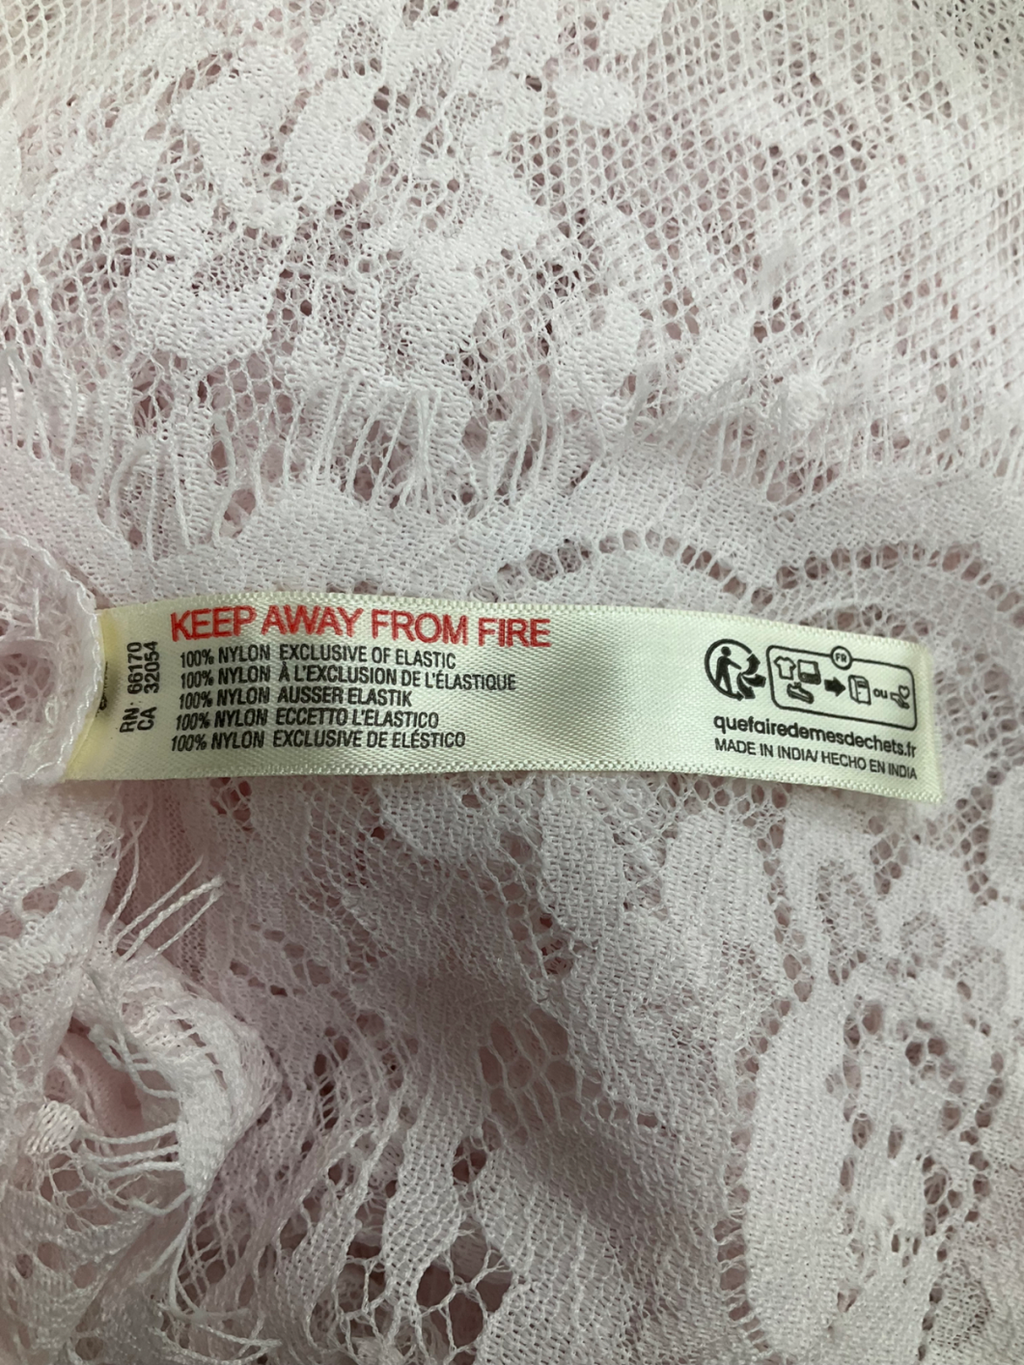 RN· 66170
CA 32054
KEEP AWAY FROM FIRE
100% NYLON EXCLUSIVE OF ELASTIC
100% NYLON À L'EXCLUSION DE L'ÉLASTIQUE
100% NYLON AUSSER ELASTIK
100% NYLON ECCETTO L'ELASTICO
100% NYLON EXCLUSIVE DE ELÉSTICO
FR
OU
quefairedemesdechets.fr
MADE IN INDIA/ HECHO EN INDIA